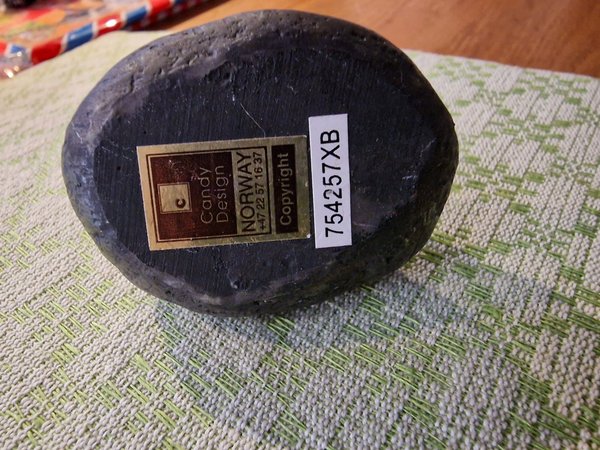 C
Candy
Design
NORWAY
+47 22 57 16 37
Copyright
754257XB